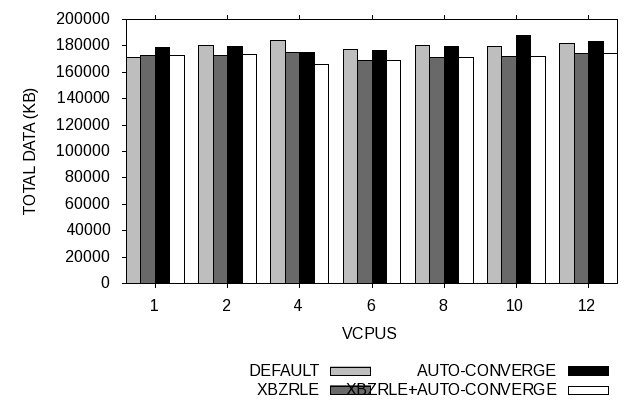 200000
180000
160000
140000
120000
100000
80000
60000
40000
20000
0
TOTAL DATA (KB)
1 2 4 6 8 10 12
VCPUS
DEFAULT AUTO-CONVERGE
XBZRLE XBZRLE+AUTO-CONVERGE